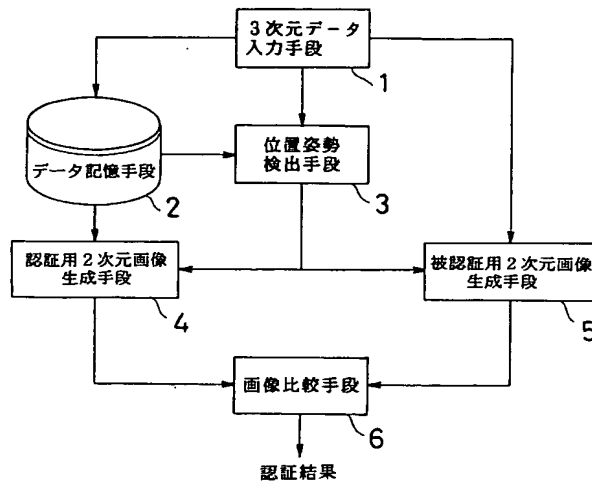 3次元データ
入力手段
1
データ記憶手段
2
位置姿勢
検出手段
3
認証用2次元画像
生成手段
4
被認証用2次元画像
生成手段
5
画像比較手段
6
認証結果